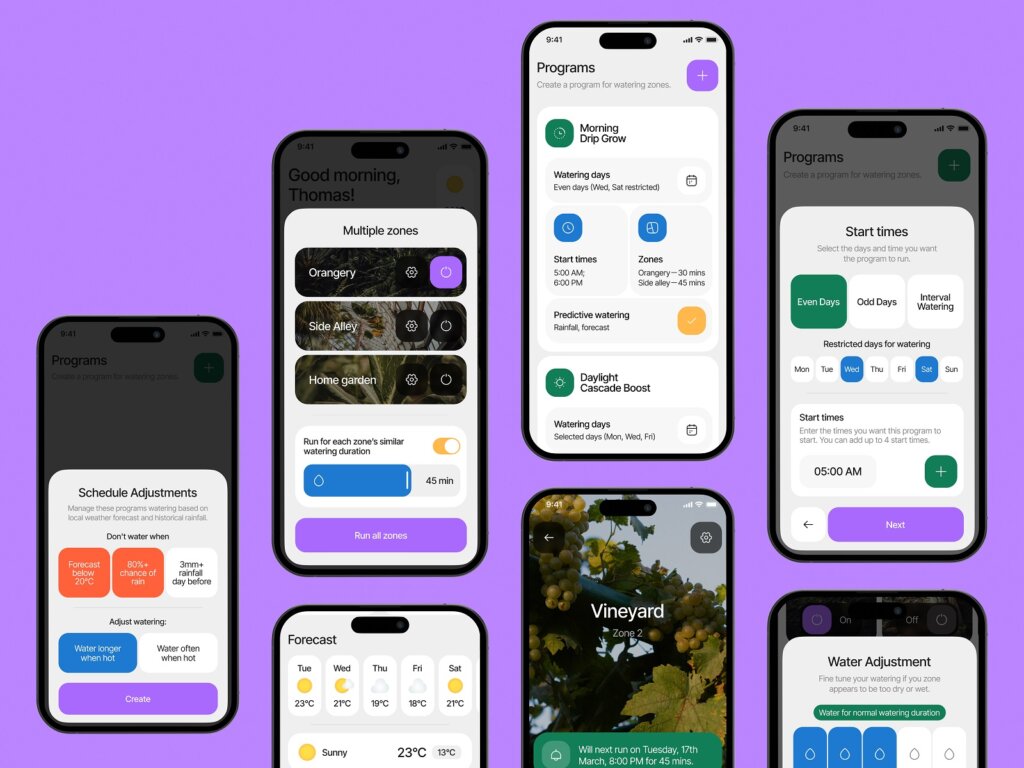 9:41
Programs
Create a program for watering zones.
Schedule Adjustments
Manage these programs watering based on
local weather forecast and historical rainfall.
Don't water when
Forecast
below
20°C
80%+
chance of
rain
3mm+
rainfall
day before
Adjust watering:
Water longer
when hot
Water often
when hot
Create
9:41
Good morning,
Thomas!
Multiple zones
Orangery
Side Alley
Home garden
Run for each zone's similar
watering duration
45 min
Run all zones
Forecast
Tue
Wed
Thu
Fri
Sat
23°C
21°C
19°C
18°C
21°C
Sunny
23°C
13°C
9:41
Programs
Create a program for watering zones.
Morning
Drip Grow
Watering days
Even days (Wed, Sat restricted)
Start times
5:00 AM;
6:00 PM
Zones
Orangery—30 mins
Side alley—45 mins
Predictive watering
Rainfall, forecast
Daylight
Cascade Boost
Watering days
Selected days (Mon, Wed, Fri)
9:41
Vineyard
Zone 2
Will next run on Tuesday, 17th
March, 8:00 PM for 45 mins.
9:41
Programs
Create a program for watering zones.
Start times
Select the days and time you want
the program to run.
Even Days
Odd Days
Interval
Watering
Restricted days for watering
Mon
Tue
Wed
Thu
Fri
Sat
Sun
Start times
Enter the times you want this program to
start. You can add up to 4 start times.
05:00 AM
Next
On
Off
Water Adjustment
Fine tune your watering if you zone
appears to be too dry or wet.
Water for normal watering duration